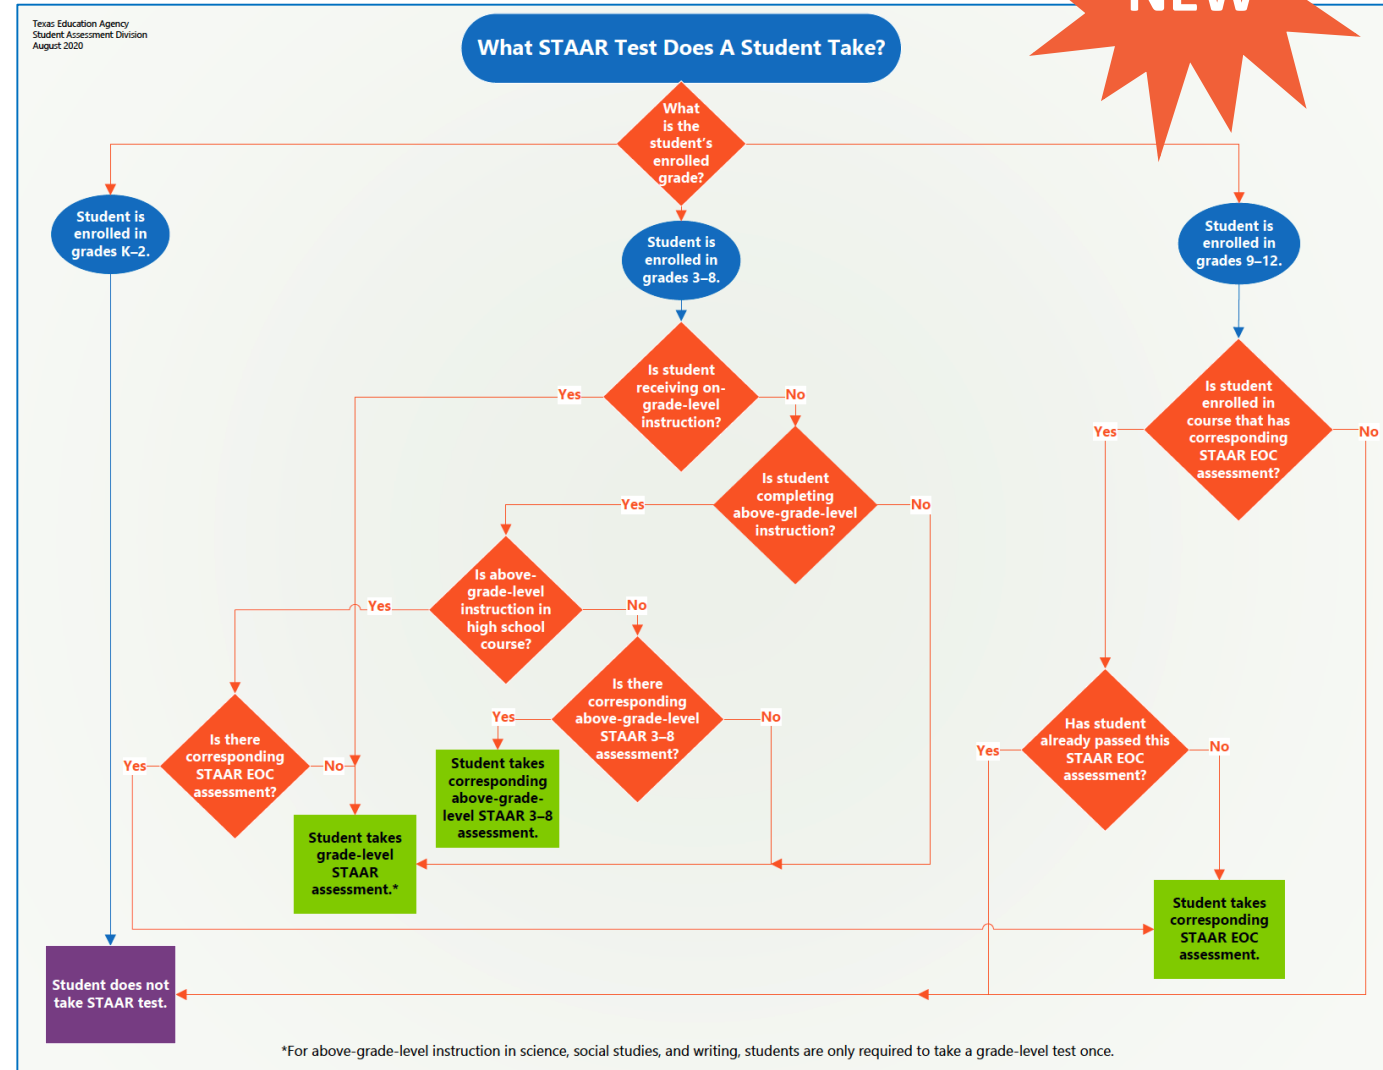 Texas Education Agency
Student Assessment Division
August 2020
NEW
What STAAR Test Does A Student Take?
What
is the
student's
enrolled
grade?
Student is
enrolled in
grades K–2.
Student is
enrolled in
grades 3–8.
Student is
enrolled in
grades 9–12.
Is student
receiving on-
grade-level
instruction?
Yes
No
Is student
enrolled in
course that has
corresponding
STAAR EOC
assessment?
Yes
No
Is student
completing
above-grade-level
instruction?
Yes
No
Is above-
grade-level
instruction in
high school
course?
Yes
No
Is there
corresponding
above-grade-level
STAAR 3–8
assessment?
Yes
No
Is there
corresponding
STAAR EOC
assessment?
Yes
No
Has student
already passed this
STAAR EOC
assessment?
Yes
No
Student takes
corresponding
above-grade-
level STAAR 3–8
assessment.
Student takes
grade-level
STAAR
assessment.*
Student takes
corresponding
STAAR EOC
assessment.
Student does not
take STAAR test.
*For above-grade-level instruction in science, social studies, and writing, students are only required to take a grade-level test once.